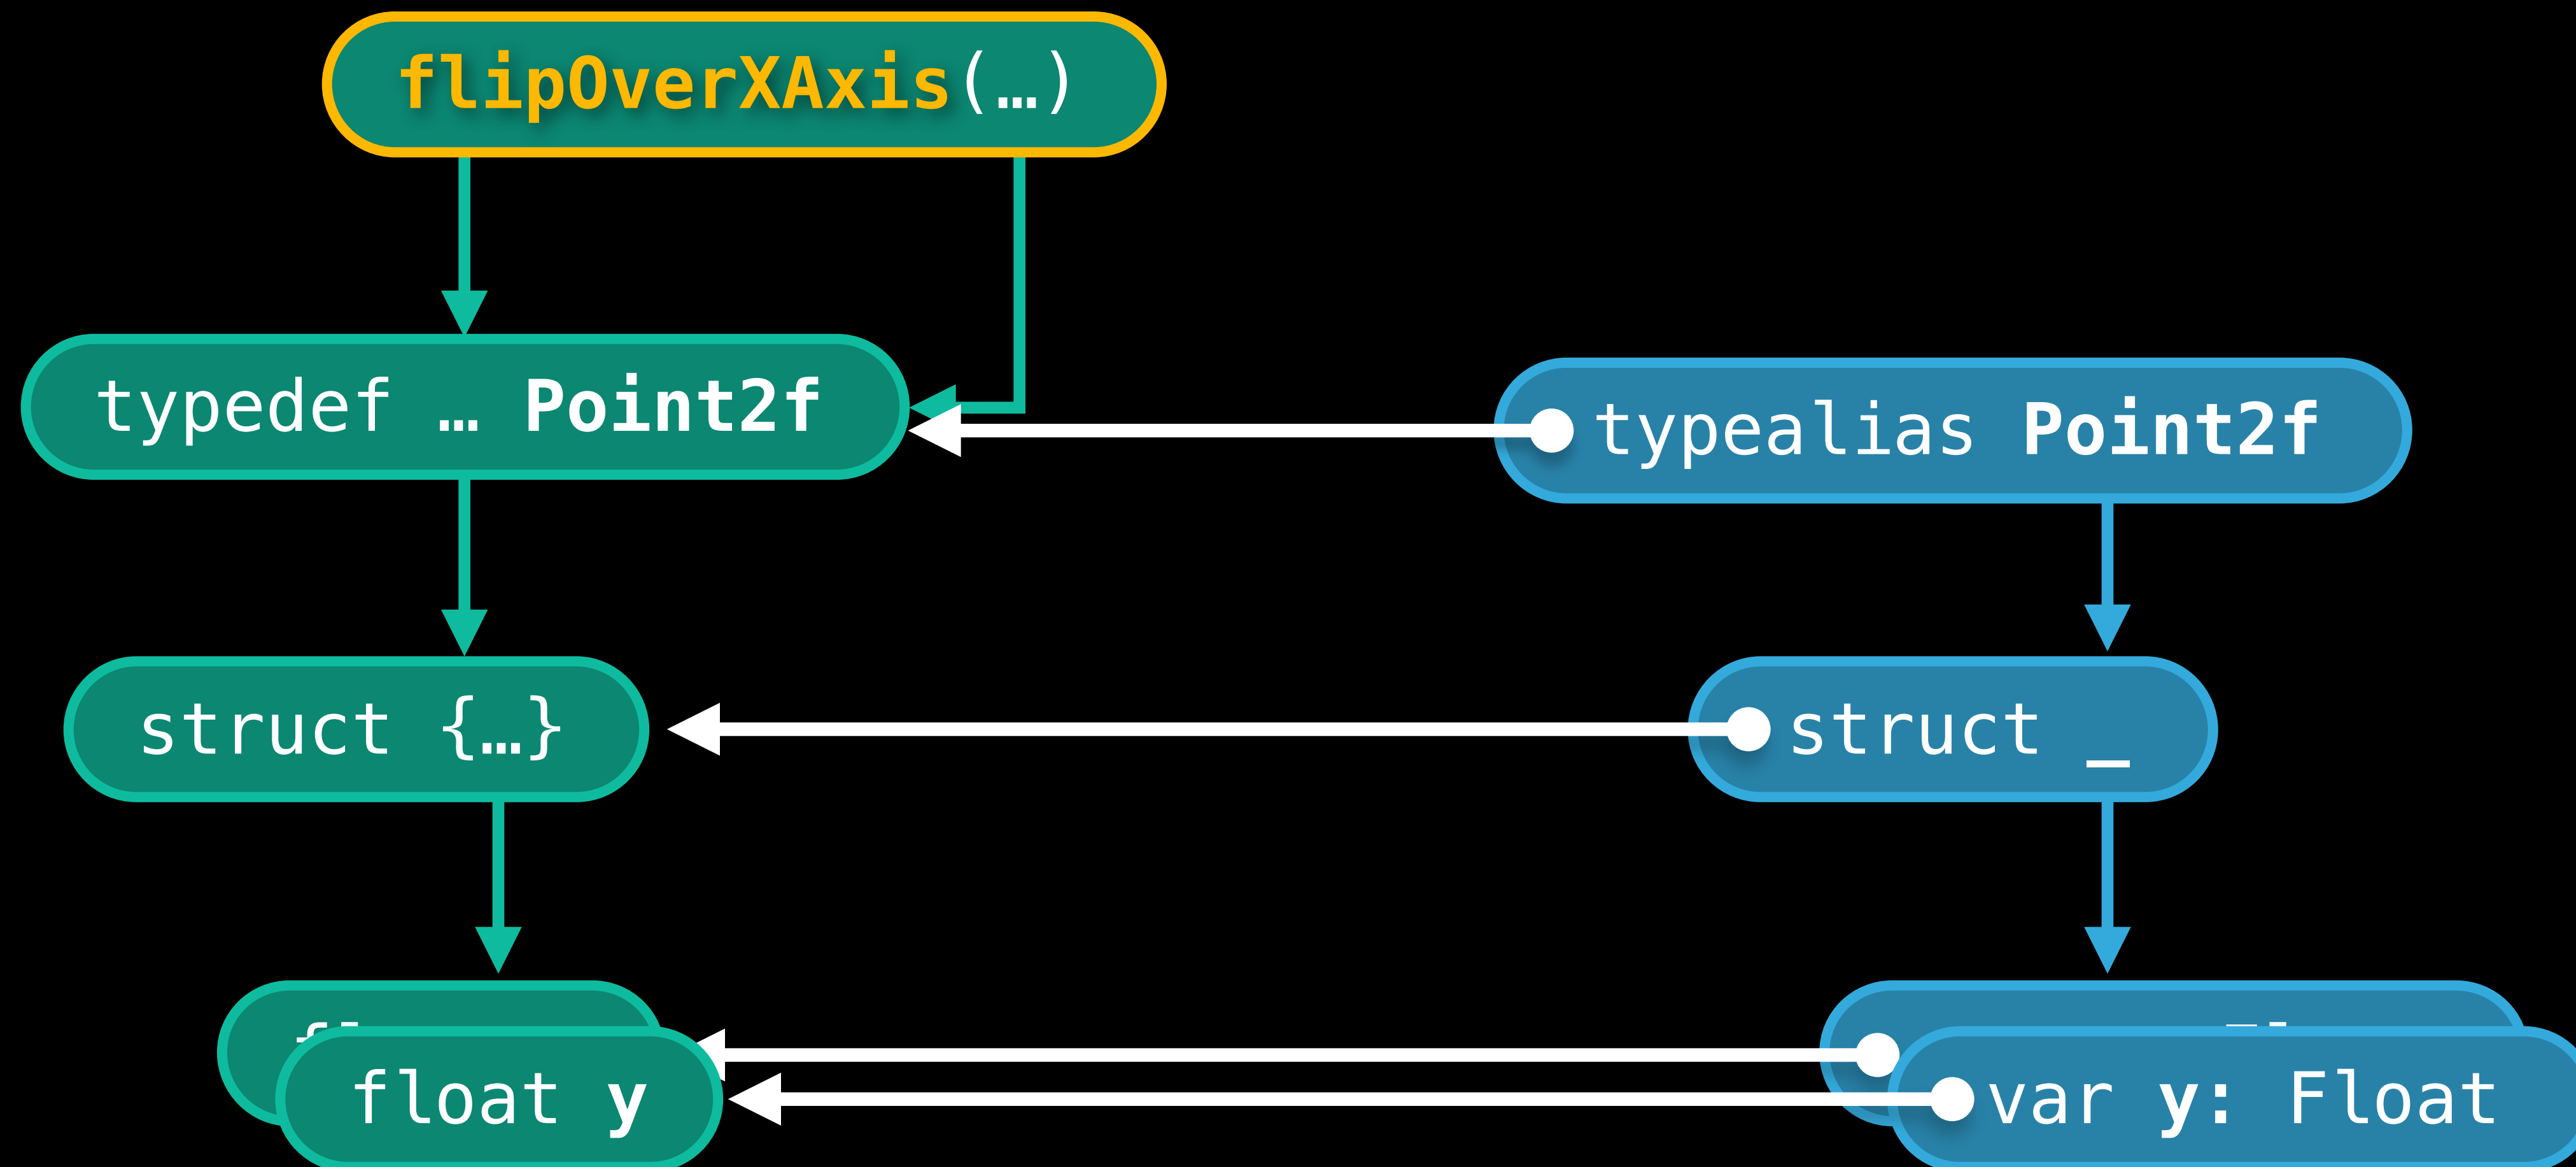 flipOverXAxis(…)
typedef … Point2f
typealias Point2f
struct {…}
struct _
float y
var y: Float